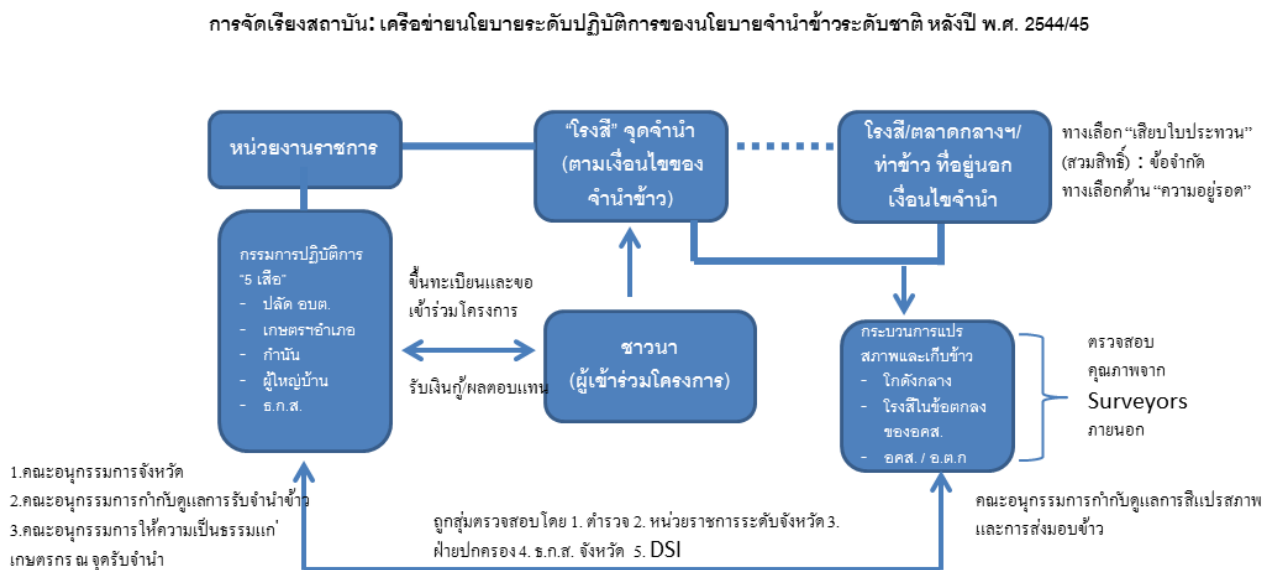 การจัดเรียงสถาบัน: เครือข่ายนโยบายระดับปฏิบัติการของนโยบายจำนำข้าวระดับชาติ หลังปี พ.ศ. 2544/45
หน่วยงานราชการ
“โรงสี” จุดจำนำ
(ตามเงื่อนไขของ
จำนำข้าว)
โรงสี/ตลาดกลางฯ/
ท่าข้าว ที่อยู่นอก
เงื่อนไขจำนำ
ทางเลือก “เสียบใบประทวน”
(สวมสิทธิ์) : ข้อจำกัด
ทางเลือกด้าน “ความอยู่รอด”
กรรมการปฏิบัติการ
“5 เสือ”
- ปลัด อบต.
- เกษตรฯอำเภอ
- กำนัน
- ผู้ใหญ่บ้าน
- ธ.ก.ส.
ขึ้นทะเบียนและขอ
เข้าร่วมโครงการ
รับเงินกู้/ผลตอบแทน
ชาวนา
(ผู้เข้าร่วมโครงการ)
กระบวนการแปร
สภาพและเก็บข้าว
- โกดังกลาง
- โรงสีในข้อตกลง
ของอคส.
- อคส. / อ.ต.ก
ตรวจสอบ
คุณภาพจาก
Surveyors
ภายนอก
1.คณะอนุกรรมการจังหวัด
2.คณะอนุกรรมการกำกับดูแลการรับจำนำข้าว
3.คณะอนุกรรมการให้ความเป็นธรรมแก่
เกษตรกร ณ จุดรับจำนำ
ถูกสุ่มตรวจสอบโดย 1. ตำรวจ 2. หน่วยราชการระดับจังหวัด 3.
ฝ่ายปกครอง 4. ธ.ก.ส. จังหวัด 5. DSI
คณะอนุกรรมการกำกับดูแลการสีแปรสภาพ
และการส่งมอบข้าว